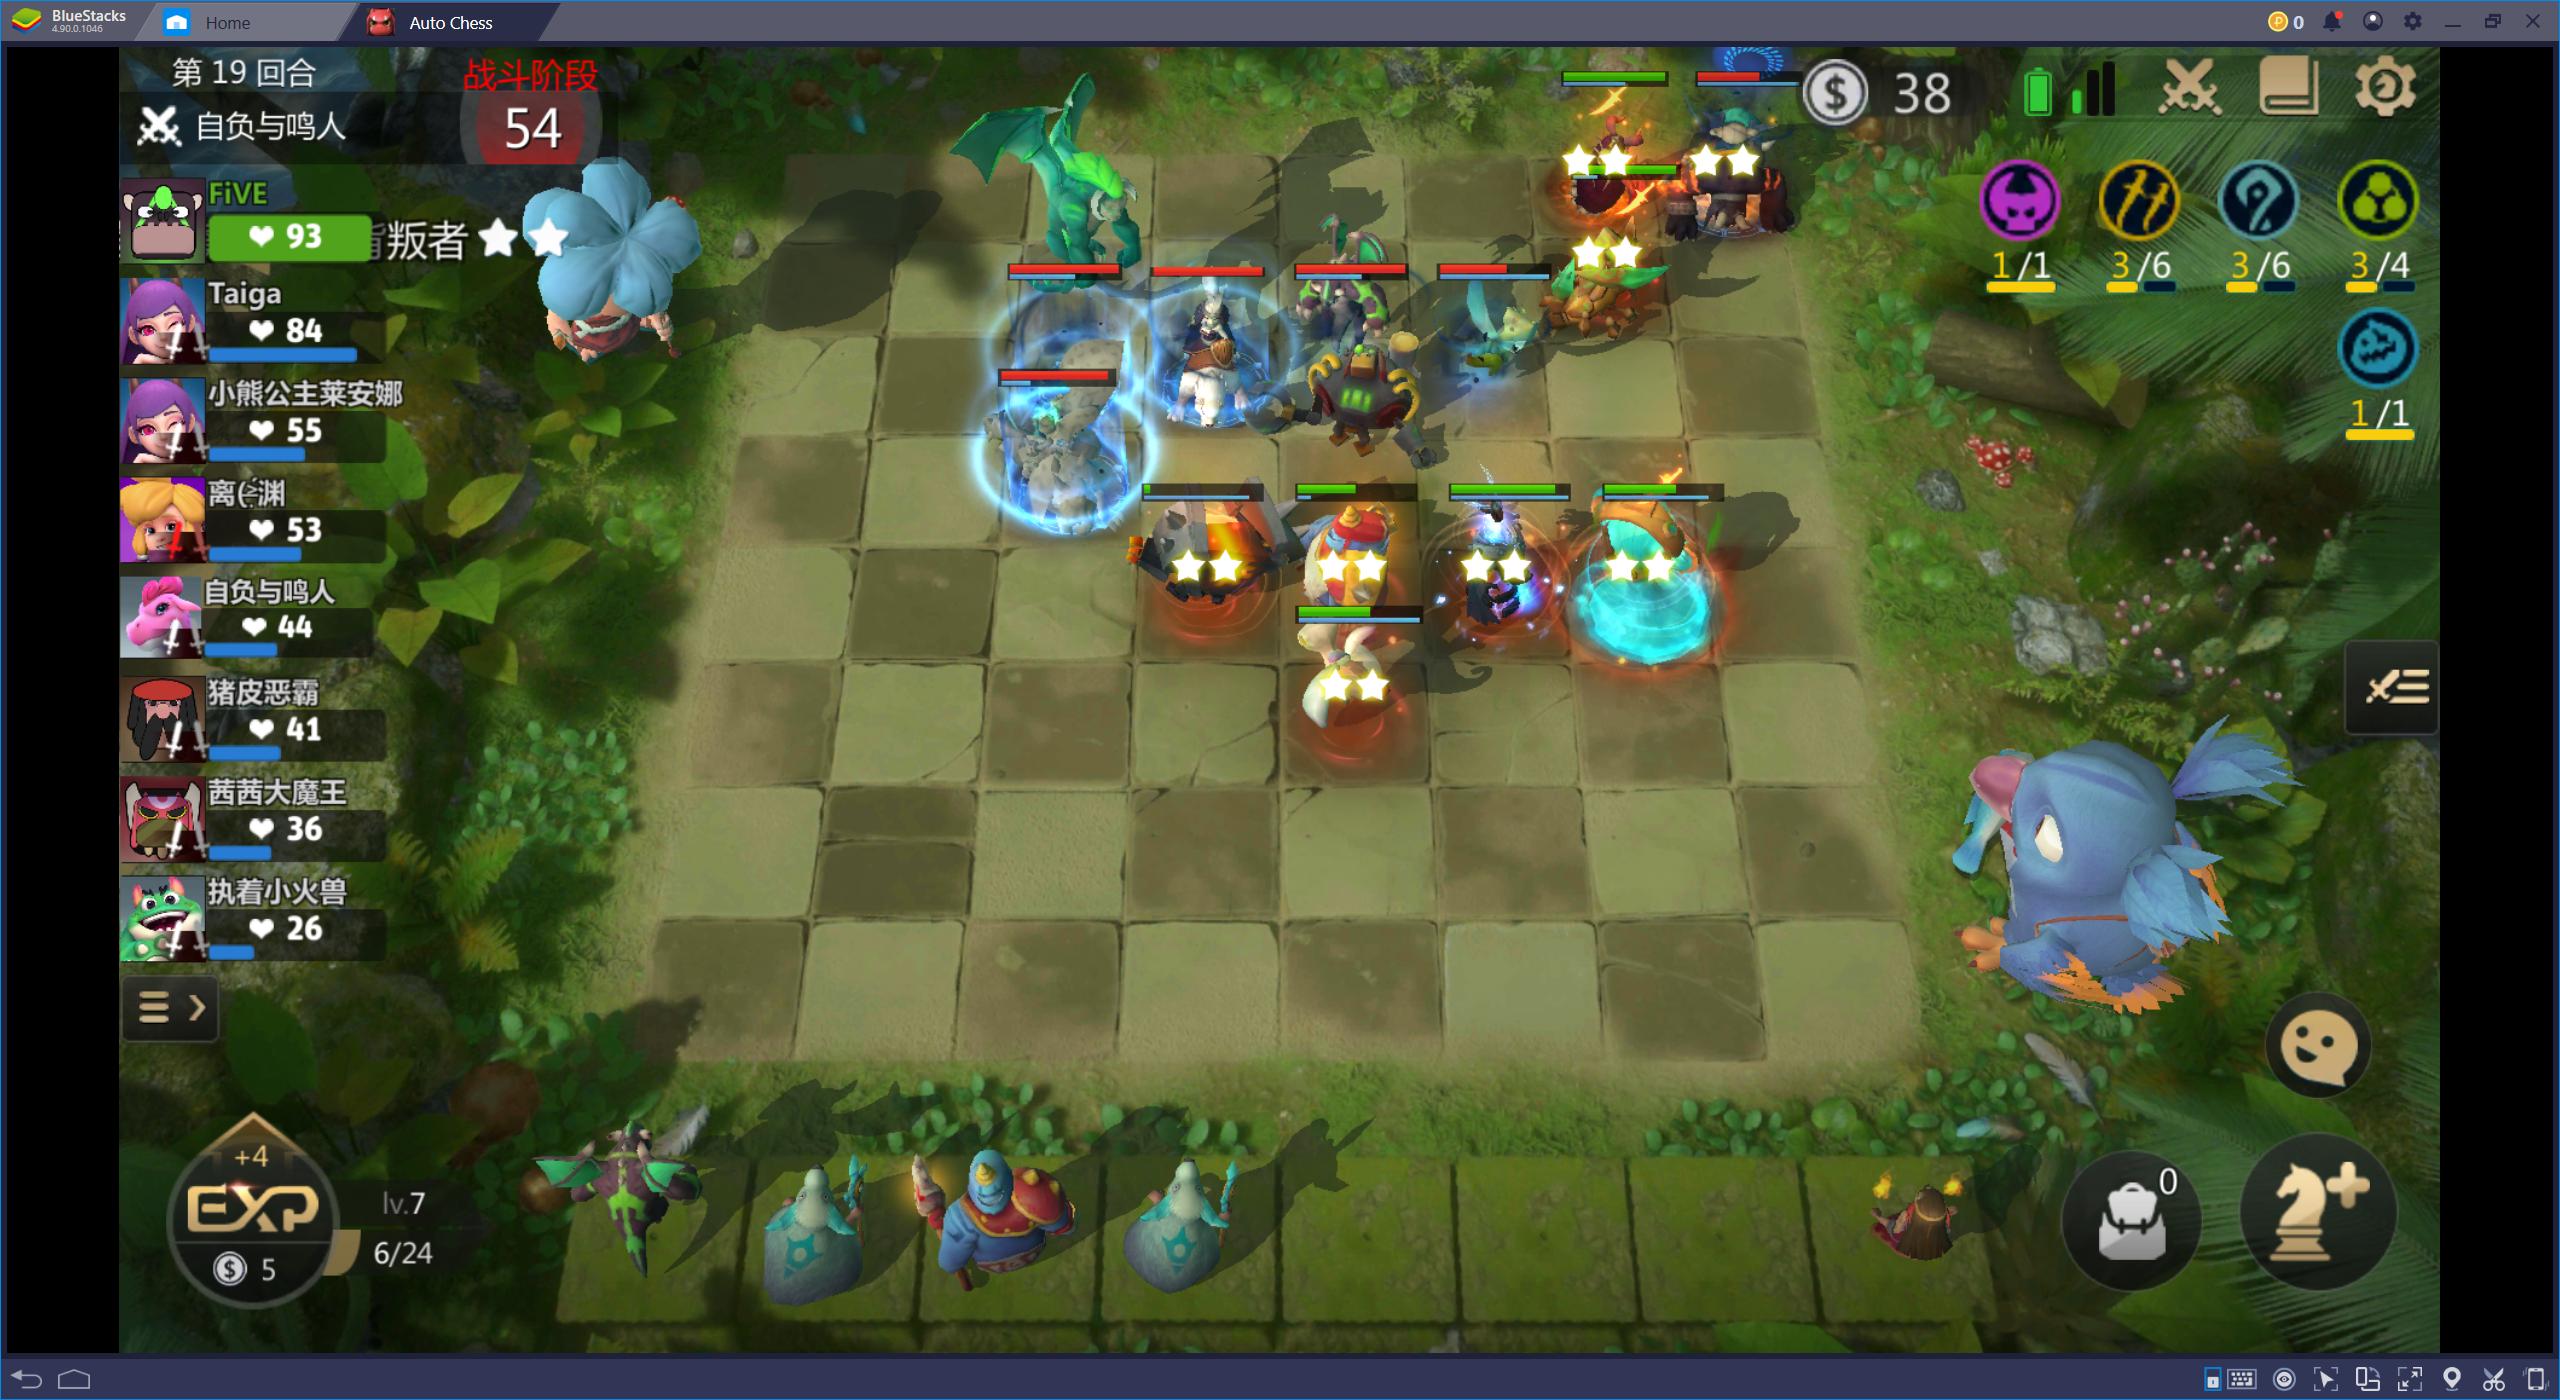 BlueStacks
4.90.0.1046
Home
Auto Chess
0
第 19 回合
战斗阶段
自负与鸣人
54
38
FiVE
93
叛者
Taiga
84
小熊公主莱安娜
55
53
自负与鸣人
44
猪皮恶霸
41
茜茜大魔王
36
执着小火兽
26
1/1
3/6
3/6
3/4
1/1
+4
EXP
5
lv.7
6/24
0